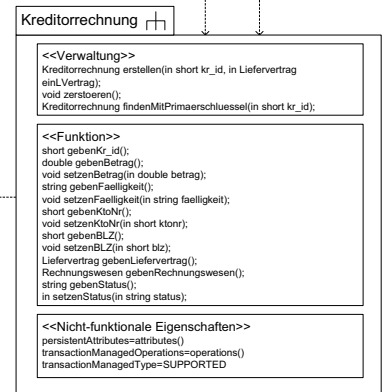 Kreditorrechnung
<<Verwaltung>>
Kreditorrechnung erstellen(in short kr_id, in Liefervertrag
einLVertrag);
void zerstoeren();
Kreditorrechnung findenMitPrimaerschluessel(in short kr_id);
<<Funktion>>
short gebenKr_id();
double gebenBetrag();
void setzenBetrag(in double betrag);
string gebenFaelligkeit();
void setzenFaelligkeit(in string faelligkeit);
short gebenKtoNr();
void setzenKtoNr(in short ktonr);
short gebenBLZ();
void setzenBLZ(in short blz);
Liefervertrag gebenLiefervertrag();
Rechnungswesen gebenRechnungswesen();
string gebenStatus();
in setzenStatus(in string status);
<<Nicht-funktionale Eigenschaften>>
persistentAttributes=attributes()
transactionManagedOperations=operations()
transactionManagedType=SUPPORTED